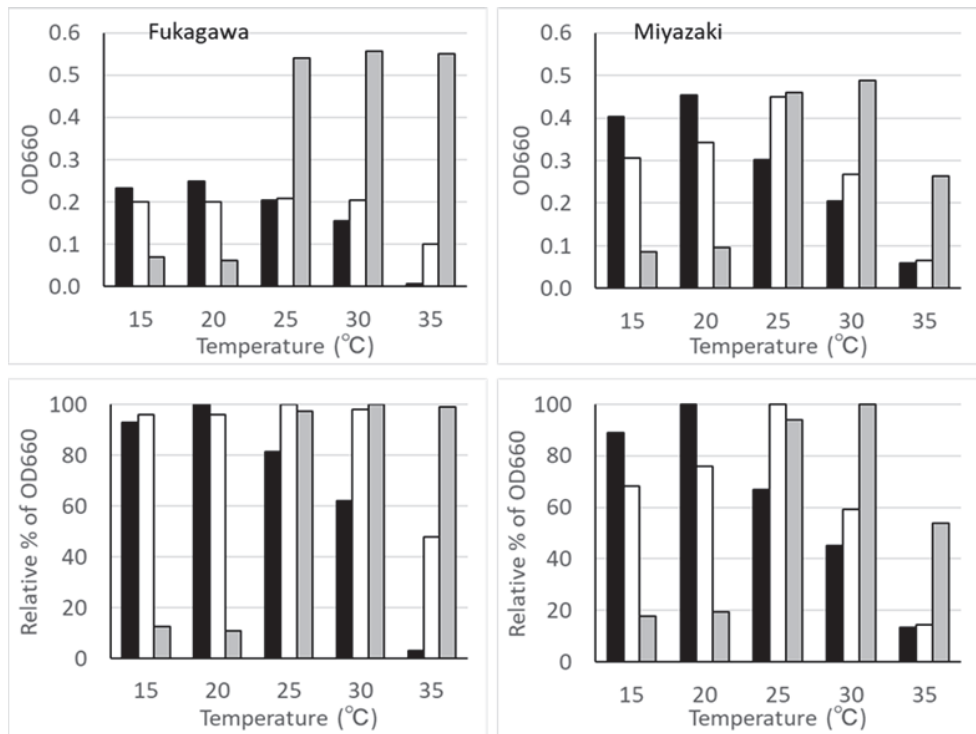 Fukagawa
OD660
0.6
0.5
0.4
0.3
0.2
0.1
0.0
15 20 25 30 35
Temperature (℃)
Miyazaki
OD660
0.6
0.5
0.4
0.3
0.2
0.1
0.0
15 20 25 30 35
Temperature (℃)
Relative % of OD660
100
80
60
40
20
0
15 20 25 30 35
Temperature (℃)
Relative % of OD660
100
80
60
40
20
0
15 20 25 30 35
Temperature (℃)